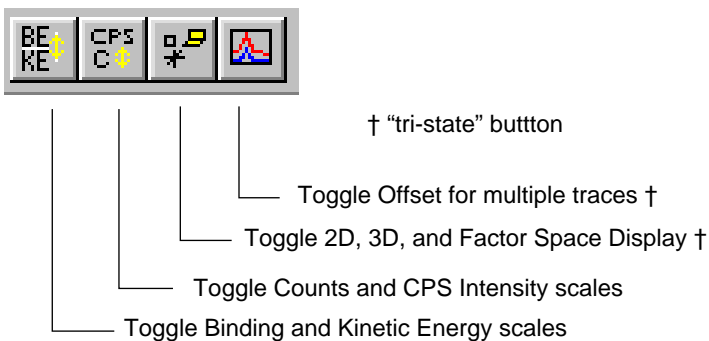 BE
KE
CPS
C
† “tri-state” buttton
Toggle Offset for multiple traces †
Toggle 2D, 3D, and Factor Space Display †
Toggle Counts and CPS Intensity scales
Toggle Binding and Kinetic Energy scales